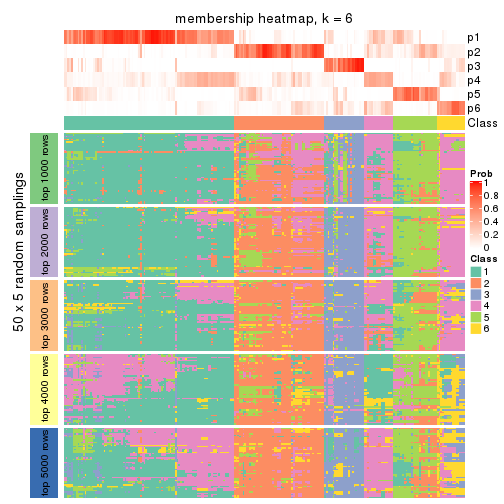 membership heatmap, k = 6
p1
p2
p3
p4
p5
p6
Class
50 x 5 random samplings
top 1000 rows
top 2000 rows
top 3000 rows
top 4000 rows
top 5000 rows
Prob
1
0.8
0.6
0.4
0.2
0
Class
1
2
3
4
5
6